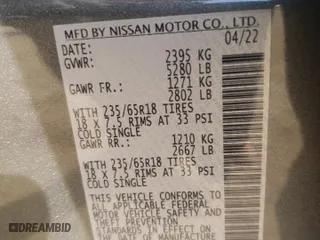 MFD BY NISSAN MOTOR CO., LTD.
DATE: 04/22
GVWR: 2395 KG
5280 LB
GAWR FR.: 1271 KG
2802 LB
WITH 235/65R18 TIRES
18 X 7.5 RIMS AT 33 PSI
COLD SINGLE
GAWR RR.: 1210 KG
2667 LB
WITH 235/65R18 TIRES
18 X 7.5 RIMS AT 33 PSI
COLD SINGLE
THIS VEHICLE CONFORMS TO
APPLICABLE FEDERAL MOTOR
VEHICLE SAFETY AND
THEFT PREVENTION
MANUFACTURE
DREAMBID